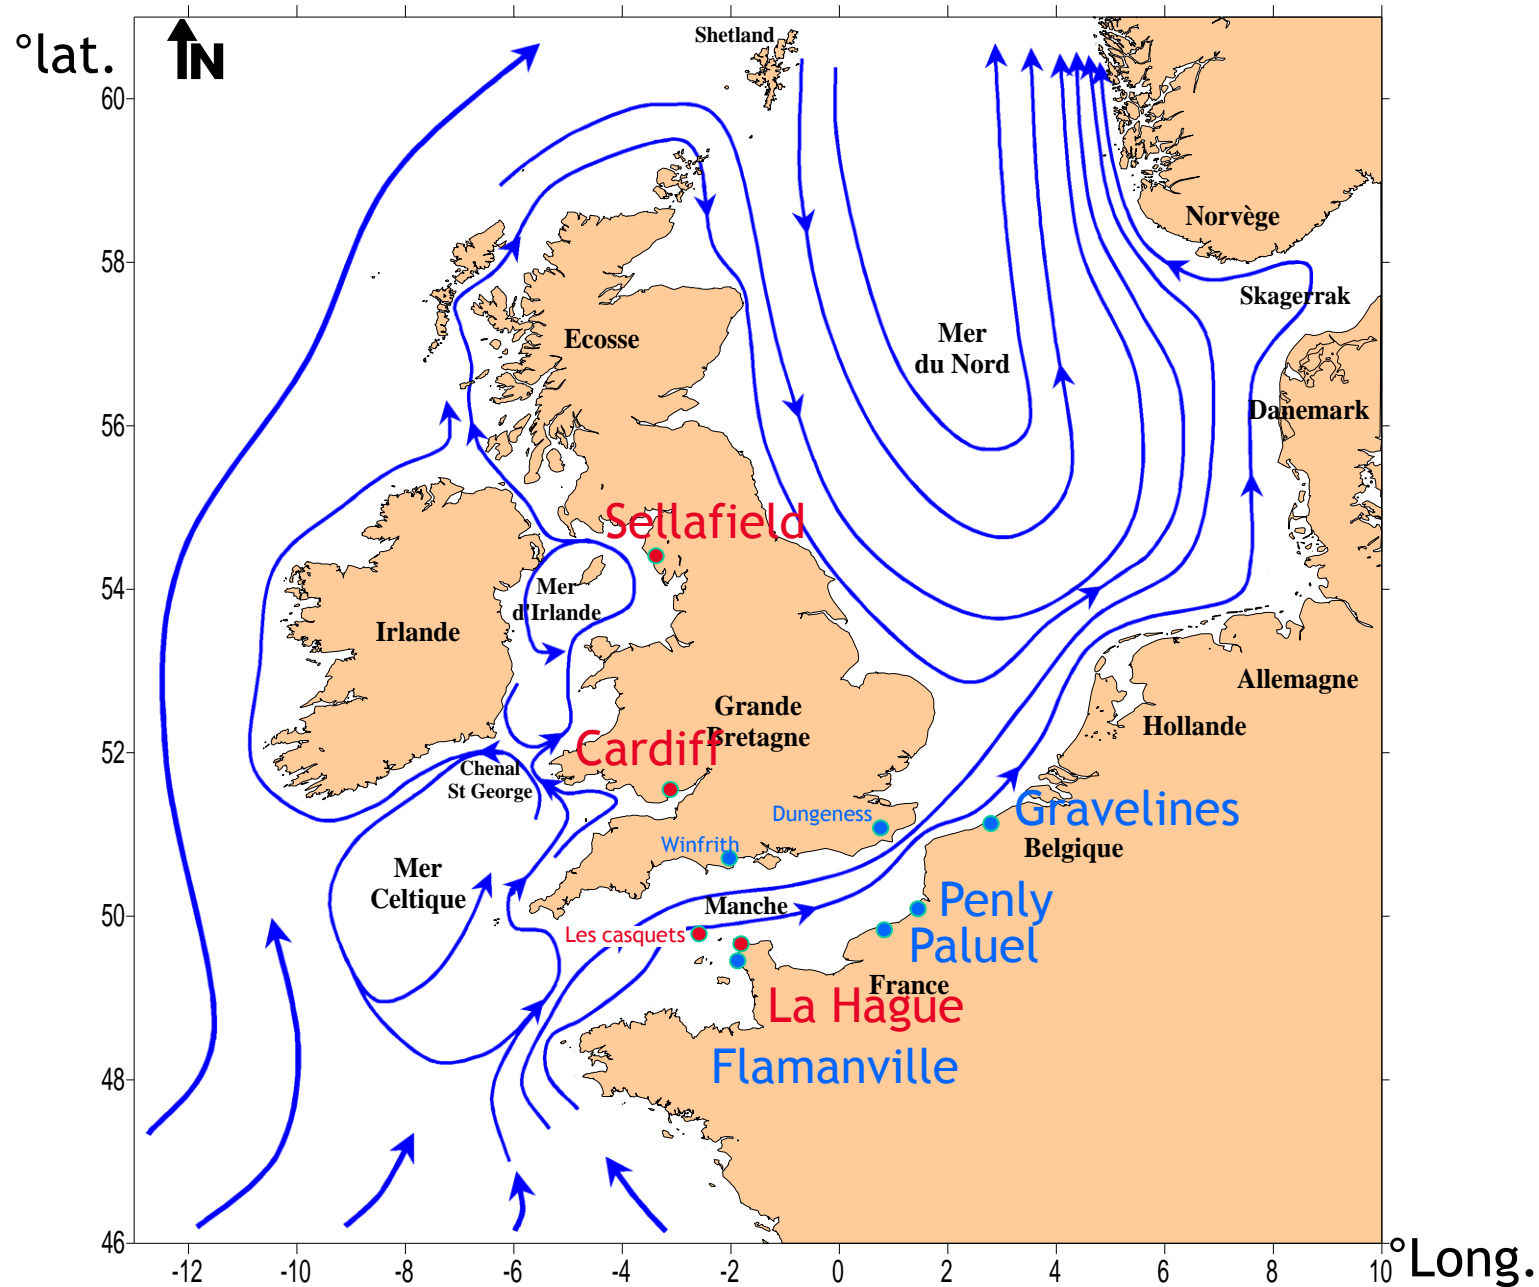 Shetland
°lat.
N
60
Norvège
58
Skagerrak
Ecosse
Mer
du Nord
Danemark
56
Sellafield
54
Mer
d'Irlande
Irlande
Allemagne
Grande
Bretagne
Hollande
52
Cardiff
Chenal
St George
Dungeness
Gravelines
Winfrith
Belgique
Mer
Celtique
Penly
Manche
50
Les casquets
Paluel
France
La Hague
Flamanville
48
46
°Long.
-12 -10 -8 -6 -4 -2 0 2 4 6 8 10